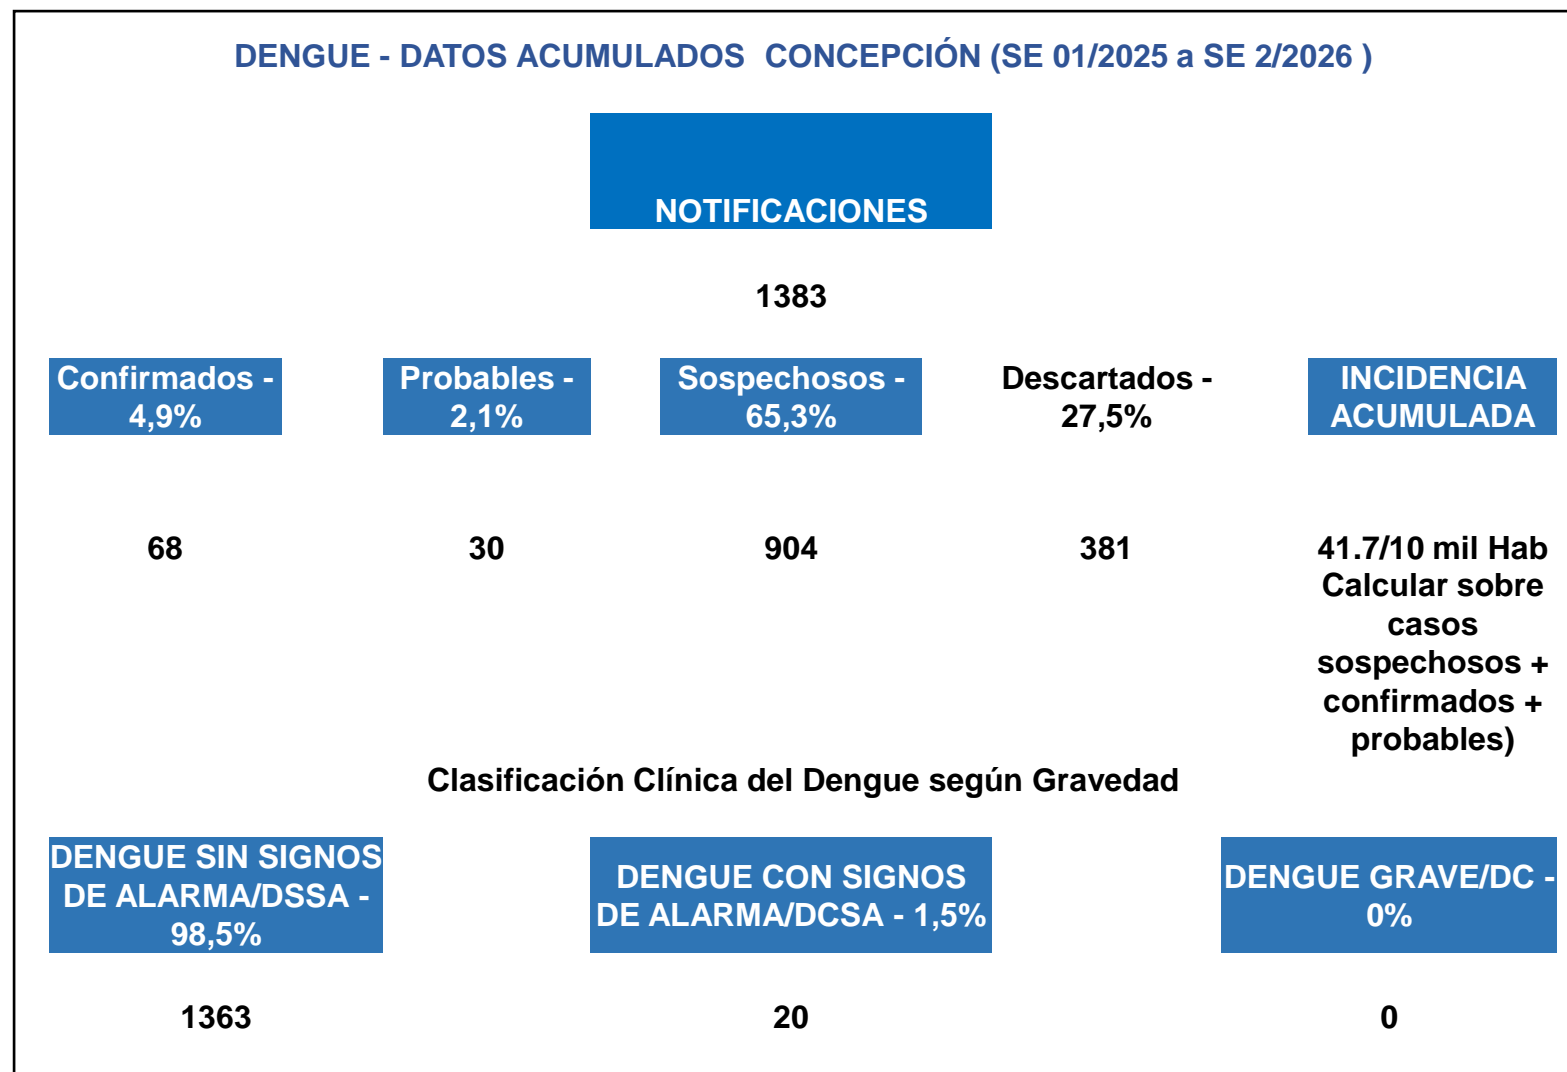 DENGUE - DATOS ACUMULADOS CONCEPCIÓN (SE 01/2025 a SE 2/2026 )
NOTIFICACIONES
1383
Confirmados -
4,9%
Probables -
2,1%
Sospechosos -
65,3%
Descartados -
27,5%
INCIDENCIA
ACUMULADA
68
30
904
381
41.7/10 mil Hab
Calcular sobre
casos
sospechosos +
confirmados +
probables)
Clasificación Clínica del Dengue según Gravedad
DENGUE SIN SIGNOS
DE ALARMA/DSSA -
98,5%
DENGUE CON SIGNOS
DE ALARMA/DCSA - 1,5%
DENGUE GRAVE/DC -
0%
1363
20
0